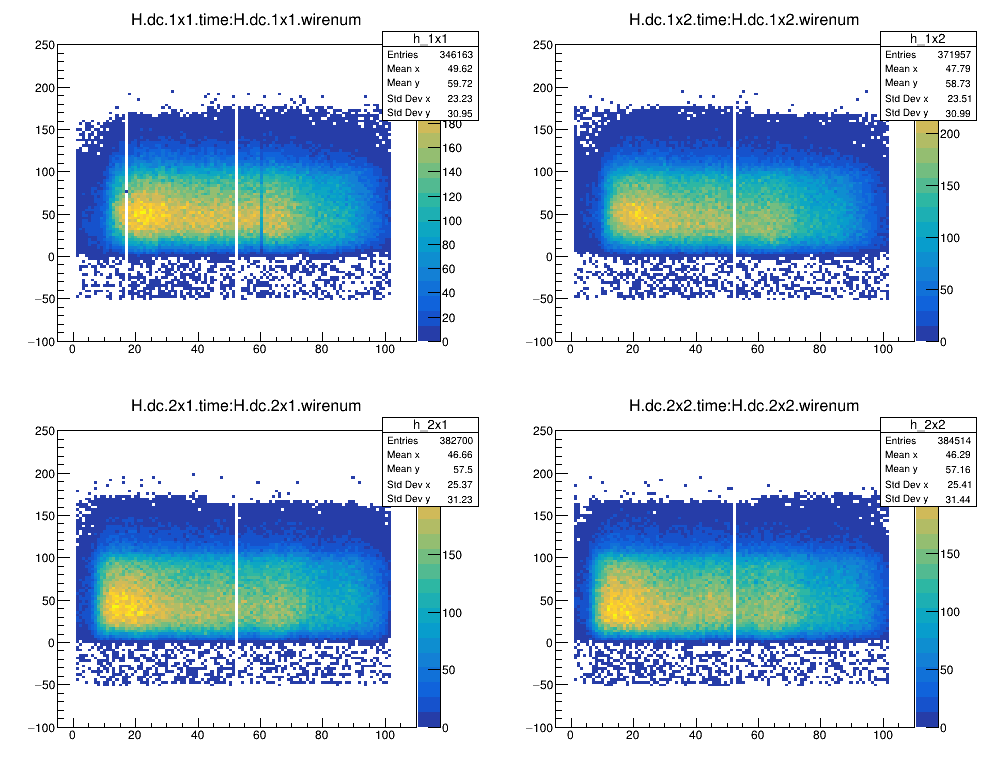 H.dc.1x1.time:H.dc.1x1.wirenum
h_1x1
Entries 346163
Mean x 49.62
Mean y 59.72
Std Dev x 23.23
Std Dev y 30.95
250
200
150
100
50
0
−50
−100
0 20 40 60 80 100
180
160
140
120
100
80
60
40
20
0
H.dc.1x2.time:H.dc.1x2.wirenum
h_1x2
Entries 371957
Mean x 47.79
Mean y 58.73
Std Dev x 23.51
Std Dev y 30.99
250
200
150
100
50
0
−50
−100
0 20 40 60 80 100
200
150
100
50
0
H.dc.2x1.time:H.dc.2x1.wirenum
h_2x1
Entries 382700
Mean x 46.66
Mean y 57.5
Std Dev x 25.37
Std Dev y 31.23
250
200
150
100
50
0
−50
−100
0 20 40 60 80 100
150
100
50
0
H.dc.2x2.time:H.dc.2x2.wirenum
h_2x2
Entries 384514
Mean x 46.29
Mean y 57.16
Std Dev x 25.41
Std Dev y 31.44
250
200
150
100
50
0
−50
−100
0 20 40 60 80 100
150
100
50
0